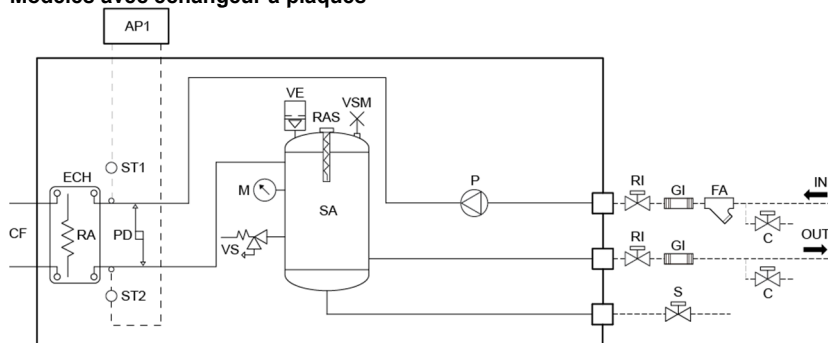 Modèles avec échangeur à plaques
AP1
VE
VSM
RAS
ST1
ECH
M
P
RI
GI
FA
IN
SA
CF
RA
PD
C
RI
GI
OUT
VS
C
ST2
S